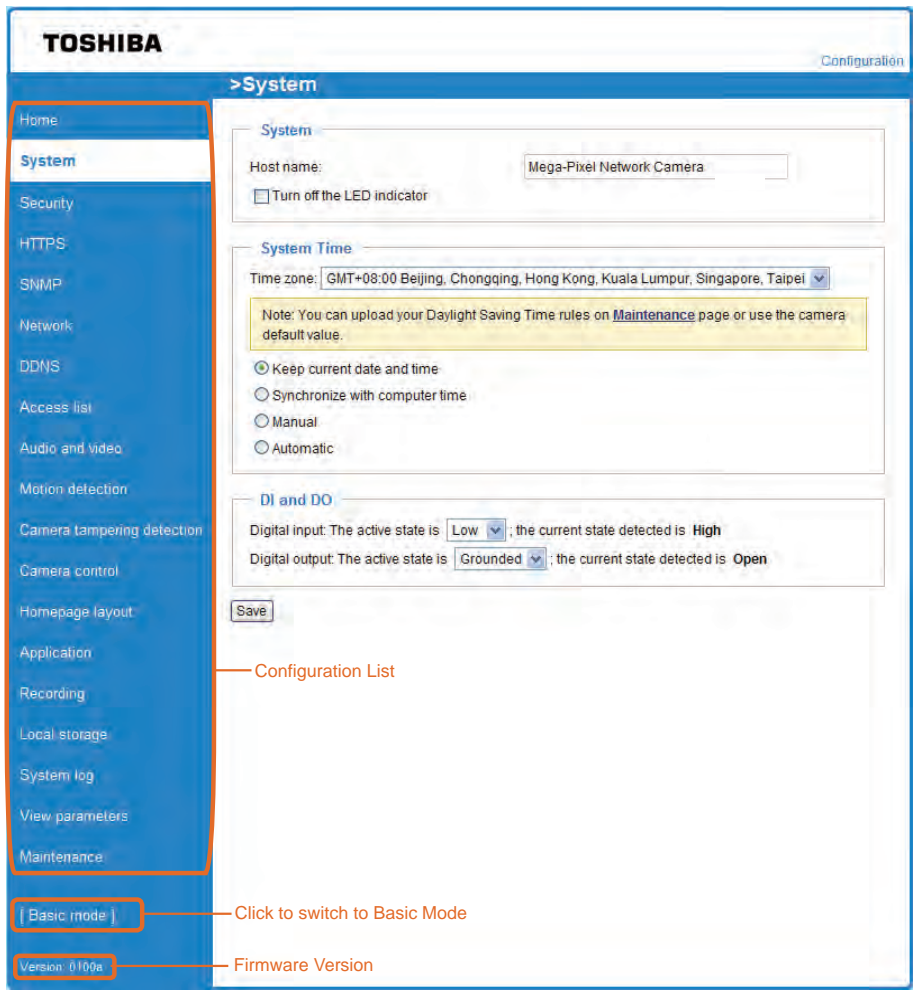 TOSHIBA
Configuration
>System
Home
System
Security
HTTPS
SNMP
Network
DDNS
Access list
Audio and video
Motion detection
Camera tampering detection
Camera control
Homepage layout
Application
Recording
Local storage
System log
View parameters
Maintenance
[ Basic mode ]
Version: 0100a
System
Host name: Mega-Pixel Network Camera
Turn off the LED indicator
System Time
Time zone: GMT+08:00 Beijing, Chongqing, Hong Kong, Kuala Lumpur, Singapore, Taipei
Note: You can upload your Daylight Saving Time rules on Maintenance page or use the camera
default value.
Keep current date and time
Synchronize with computer time
Manual
Automatic
DI and DO
Digital input: The active state is Low ; the current state detected is High
Digital output: The active state is Grounded ; the current state detected is Open
Save
Configuration List
Click to switch to Basic Mode
Firmware Version